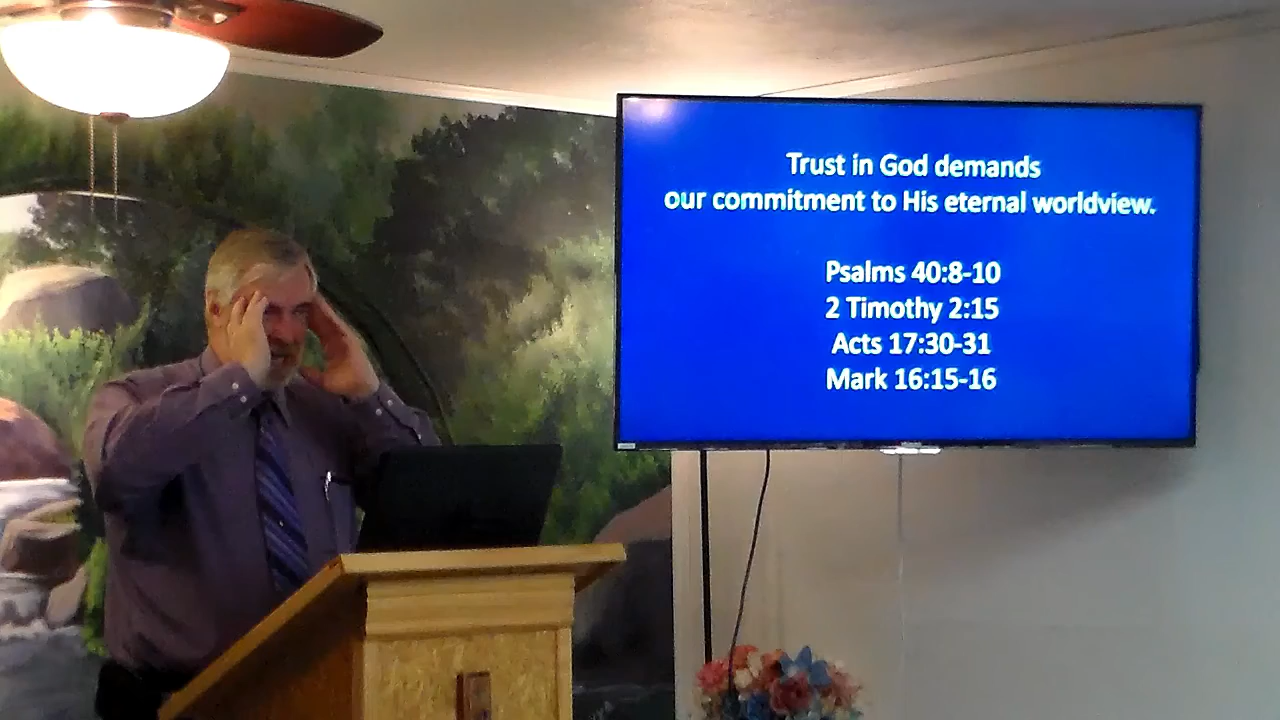 Trust in God demands
our commitment to His eternal worldview.
Psalms 40:8-10
2 Timothy 2:15
Acts 17:30-31
Mark 16:15-16